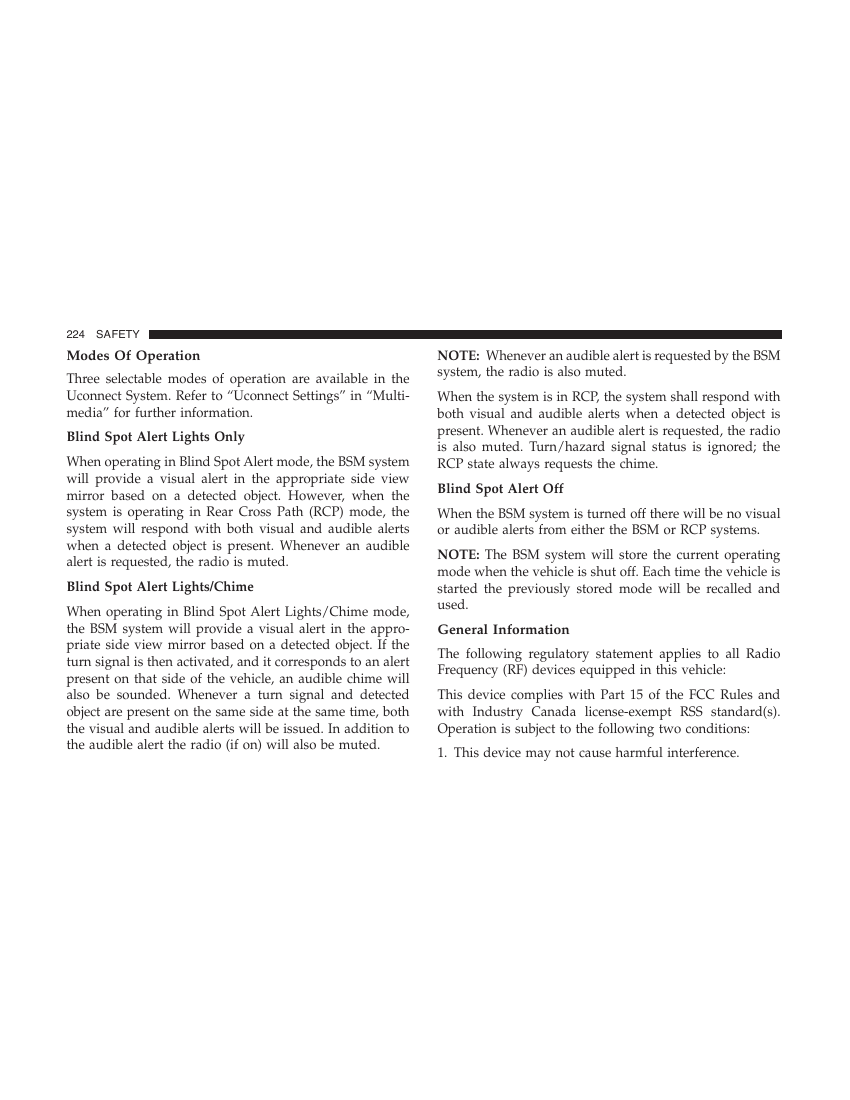 224 SAFETY
Modes Of Operation
Three selectable modes of operation are available in the
Uconnect System. Refer to “Uconnect Settings” in “Multi-
media” for further information.
Blind Spot Alert Lights Only
When operating in Blind Spot Alert mode, the BSM system
will provide a visual alert in the appropriate side view
mirror based on a detected object. However, when the
system is operating in Rear Cross Path (RCP) mode, the
system will respond with both visual and audible alerts
when a detected object is present. Whenever an audible
alert is requested, the radio is muted.
Blind Spot Alert Lights/Chime
When operating in Blind Spot Alert Lights/Chime mode,
the BSM system will provide a visual alert in the appro-
priate side view mirror based on a detected object. If the
turn signal is then activated, and it corresponds to an alert
present on that side of the vehicle, an audible chime will
also be sounded. Whenever a turn signal and detected
object are present on the same side at the same time, both
the visual and audible alerts will be issued. In addition to
the audible alert the radio (if on) will also be muted.
NOTE: Whenever an audible alert is requested by the BSM
system, the radio is also muted.
When the system is in RCP, the system shall respond with
both visual and audible alerts when a detected object is
present. Whenever an audible alert is requested, the radio
is also muted. Turn/hazard signal status is ignored; the
RCP state always requests the chime.
Blind Spot Alert Off
When the BSM system is turned off there will be no visual
or audible alerts from either the BSM or RCP systems.
NOTE: The BSM system will store the current operating
mode when the vehicle is shut off. Each time the vehicle is
started the previously stored mode will be recalled and
used.
General Information
The following regulatory statement applies to all Radio
Frequency (RF) devices equipped in this vehicle:
This device complies with Part 15 of the FCC Rules and
with Industry Canada license-exempt RSS standard(s).
Operation is subject to the following two conditions:
1. This device may not cause harmful interference.